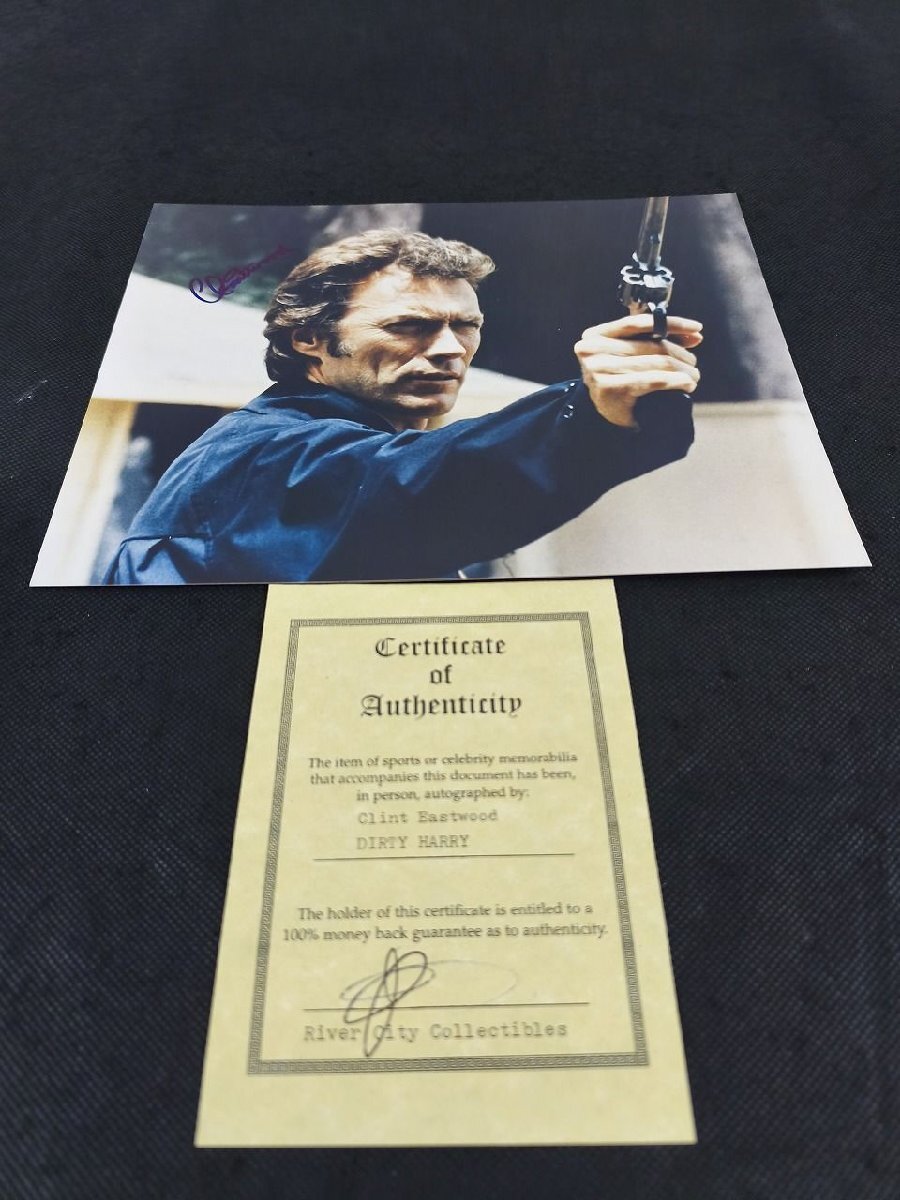 Certificate
of
Authenticity
The item of sports or celebrity memorabilia
that accompanies this document has been,
in person, autographed by:
Clint Eastwood
DIRTY HARRY
The holder of this certificate is entitled to a
100% money back guarantee as to authenticity.
River City Collectibles